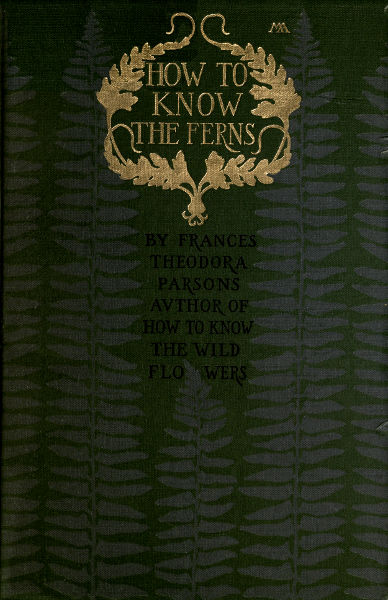 HOW TO
KNOW
THE FERNS
BY FRANCES
THEODORA
PARSONS
AVTHOR OF
HOW TO KNOW
THE WILD
FLO WERS